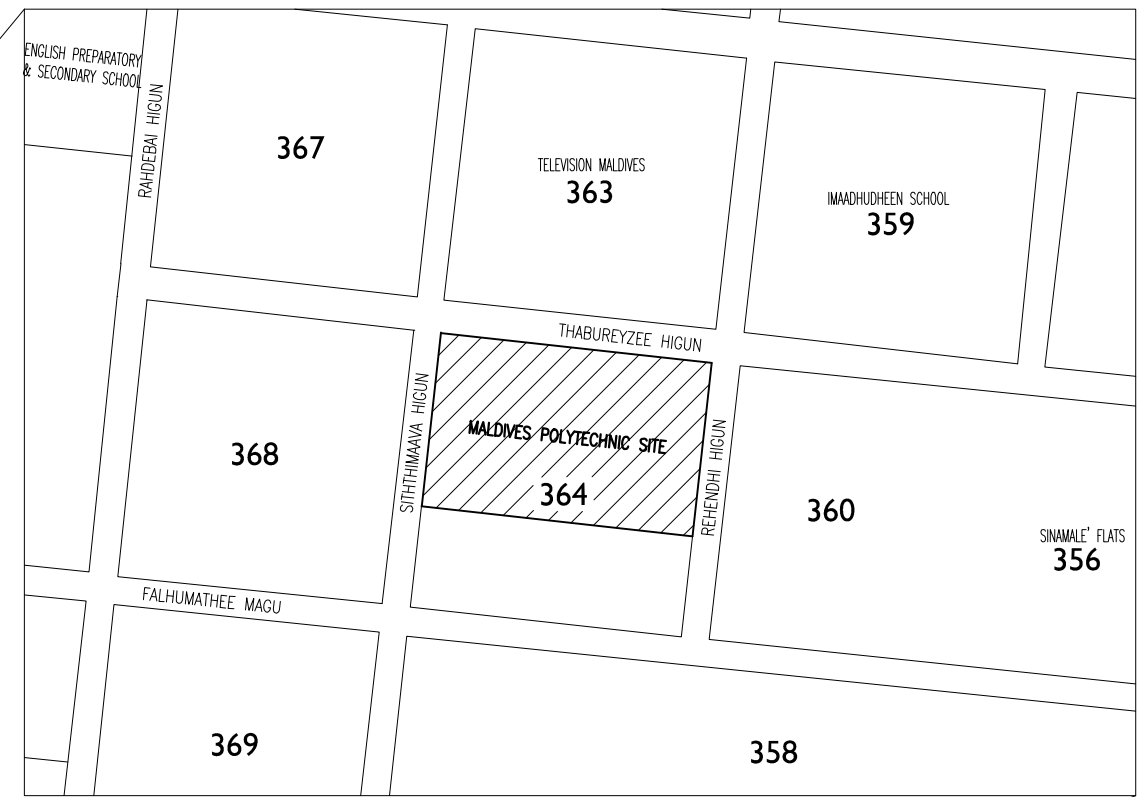 ENGLISH PREPARATORY
& SECONDARY SCHOOL
RAHDEBAI HIGUN
367
TELEVISION MALDIVES
363
IMAADHUDHEEN SCHOOL
359
THABUREYZEE HIGUN
368
SITHTHIMAAVA HIGUN
MALDIVES POLYTECHNIC SITE
364
REHENDHI HIGUN
360
SINAMALE' FLATS
356
FALHUMATHEE MAGU
369
358